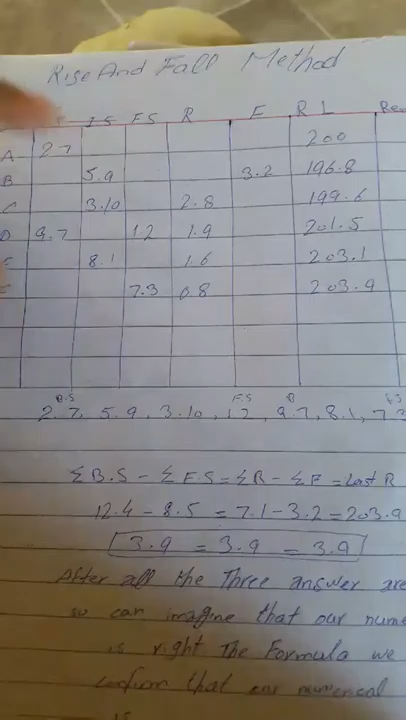 Rise And Fall Method
I S F S R F R L Rem
A 2.7 200
B 5.9 3.2 196.8
C 3.10 2.8 199.6
D 9.7 1.2 1.9 201.5
E 8.1 1.6 203.1
7.3 0.8 203.9
B.S F.S B F.S
2.7, 5.9, 3.10, 1.2, 9.7, 8.1, 7.3
ΣB.S - ΣF.S = ΣR - ΣF = Last R
12.4 - 8.5 = 7.1 - 3.2 = 203.9
3.9 = 3.9 = 3.9
After all the Three answer are
so can imagine that our nume
is right The Formula we
confirm that our numerical
is